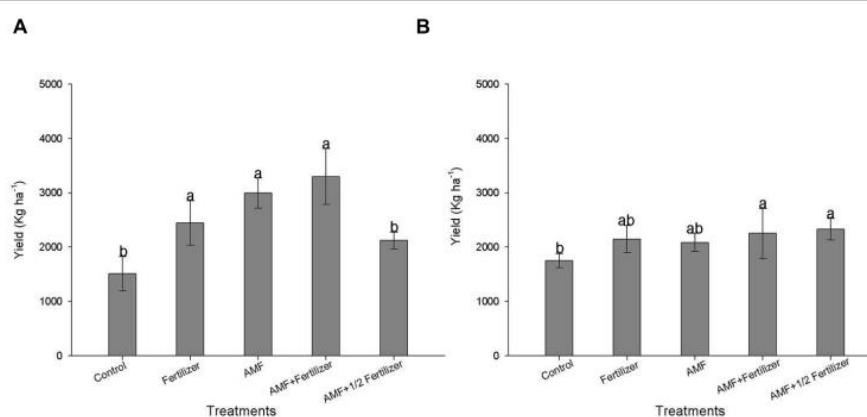 A
5000
4000
3000
2000
1000
0
Yield (Kg ha⁻¹)
b
a
a
a
b
Control
Fertilizer
AMF
AMF+Fertilizer
AMF+1/2 Fertilizer
Treatments
B
5000
4000
3000
2000
1000
0
Yield (Kg ha⁻¹)
b
ab
ab
a
a
Control
Fertilizer
AMF
AMF+Fertilizer
AMF+1/2 Fertilizer
Treatments